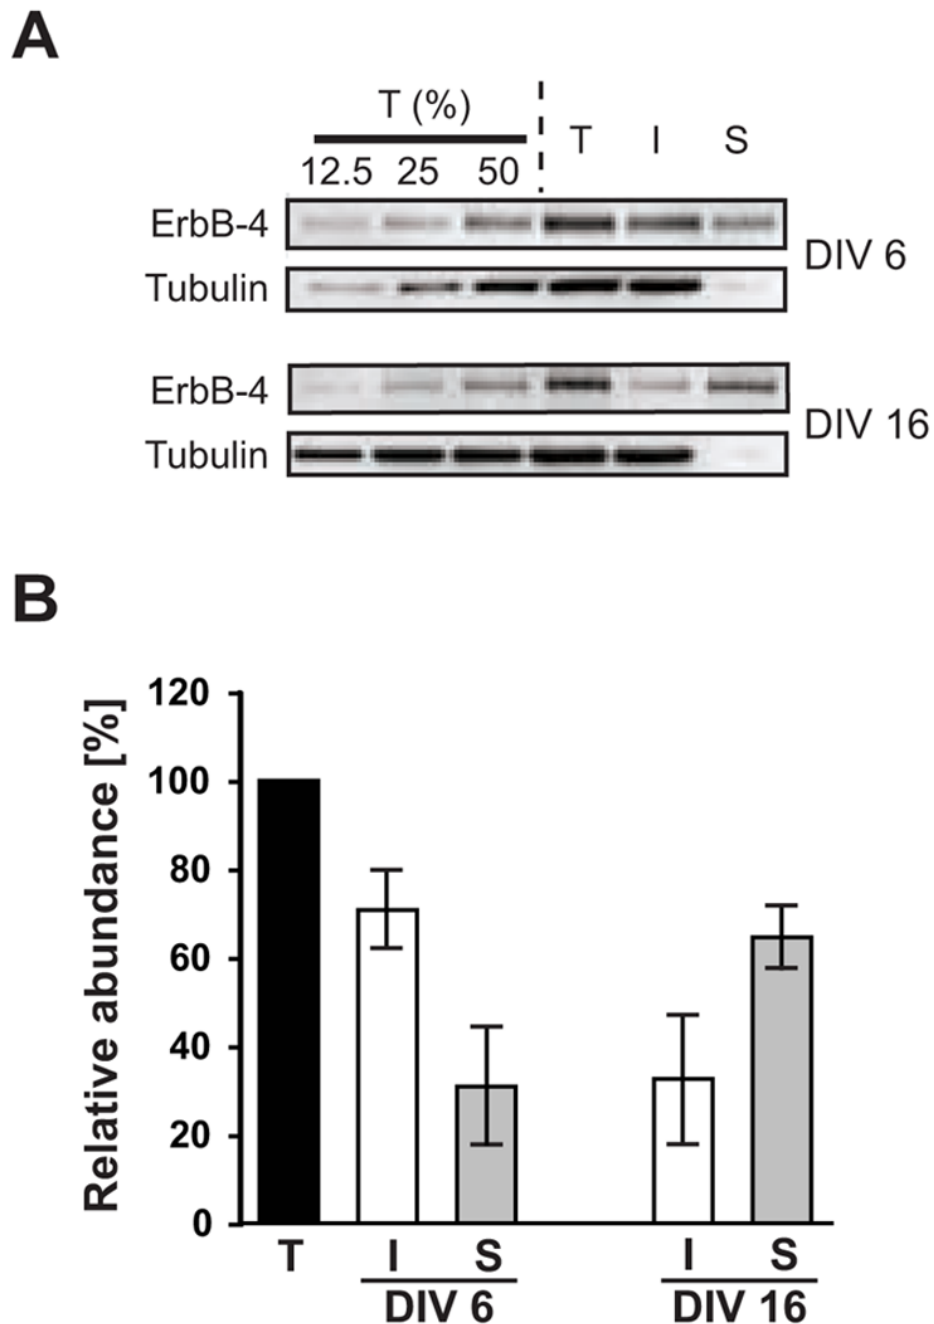 A
T (%)
12.5 25 50 T I S
ErbB-4
DIV 6
Tubulin
ErbB-4
DIV 16
Tubulin
B
Relative abundance [%]
120
100
80
60
40
20
0
T I S I S
DIV 6 DIV 16